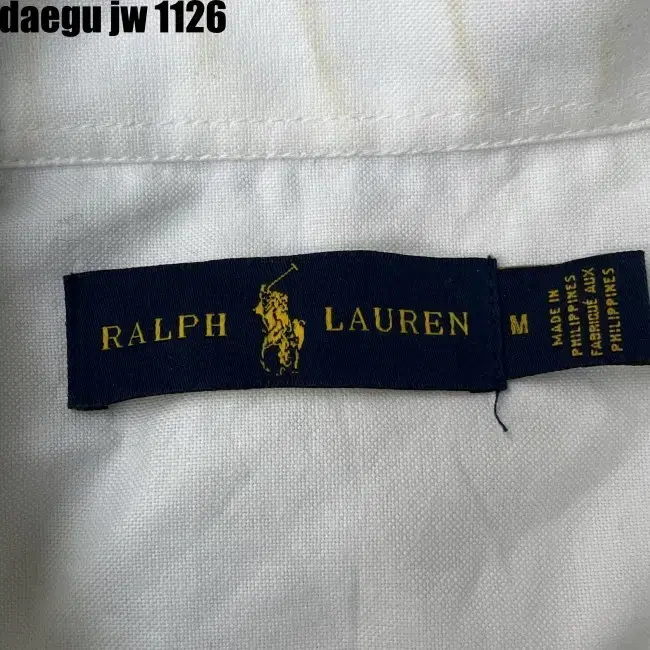 daegu jw 1126
RALPH LAUREN
M
MADE IN
PHILIPPINES
FABRIQUÉ AUX
PHILIPPINES